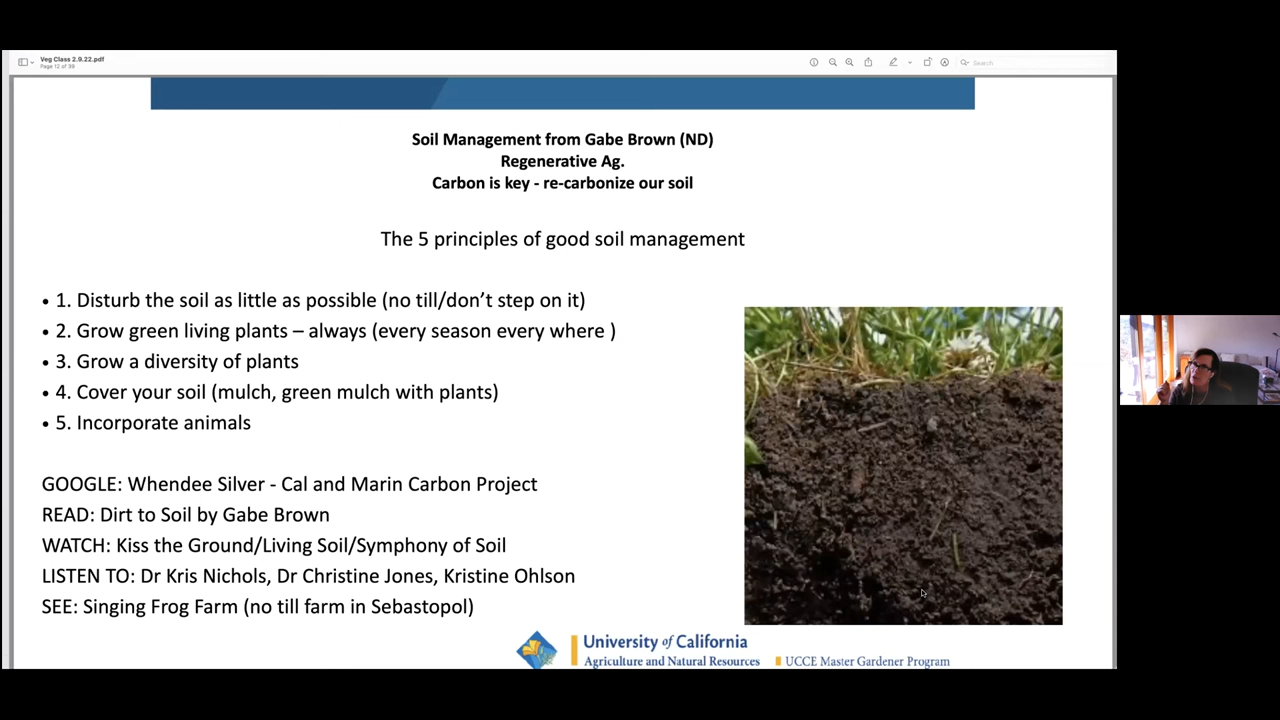 Veg Class 2.9.22.pdf
Page 12 of 99
Search
Soil Management from Gabe Brown (ND)
Regenerative Ag.
Carbon is key - re-carbonize our soil
The 5 principles of good soil management
• 1. Disturb the soil as little as possible (no till/don’t step on it)
• 2. Grow green living plants – always (every season every where )
• 3. Grow a diversity of plants
• 4. Cover your soil (mulch, green mulch with plants)
• 5. Incorporate animals
GOOGLE: Whendee Silver - Cal and Marin Carbon Project
READ: Dirt to Soil by Gabe Brown
WATCH: Kiss the Ground/Living Soil/Symphony of Soil
LISTEN TO: Dr Kris Nichols, Dr Christine Jones, Kristine Ohlson
SEE: Singing Frog Farm (no till farm in Sebastopol)
University of California
Agriculture and Natural Resources
UCCE Master Gardener Program